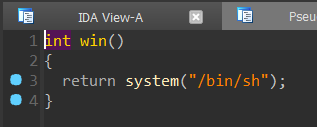 IDA View-A Pseu
1 int win()
2 {
3 return system("/bin/sh");
4 }